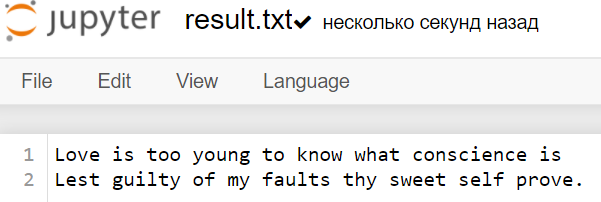 jupyter result.txt✔ несколько секунд назад
File Edit View Language
1 Love is too young to know what conscience is
2 Lest guilty of my faults thy sweet self prove.